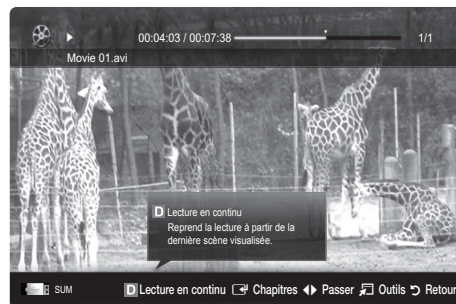 00:04:03 / 00:07:38
1/1
Movie 01.avi
D Lecture en continu
Reprend la lecture à partir de la
dernière scène visualisée.
SUM
D Lecture en continu Chapitres Passer Outils Retour